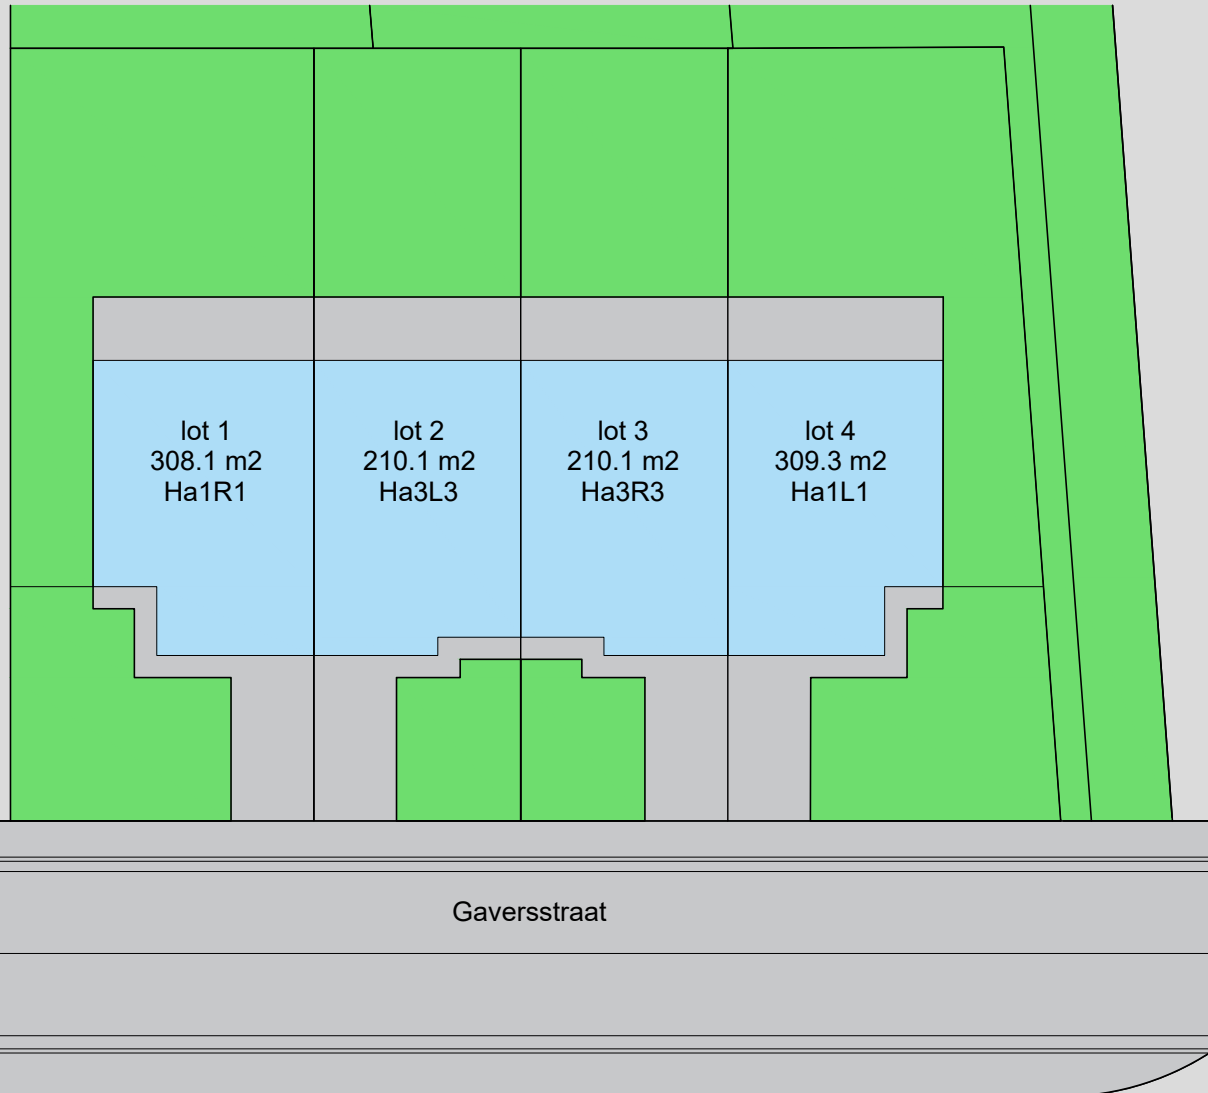 lot 1
308.1 m2
Ha1R1
lot 2
210.1 m2
Ha3L3
lot 3
210.1 m2
Ha3R3
lot 4
309.3 m2
Ha1L1
Gaversstraat